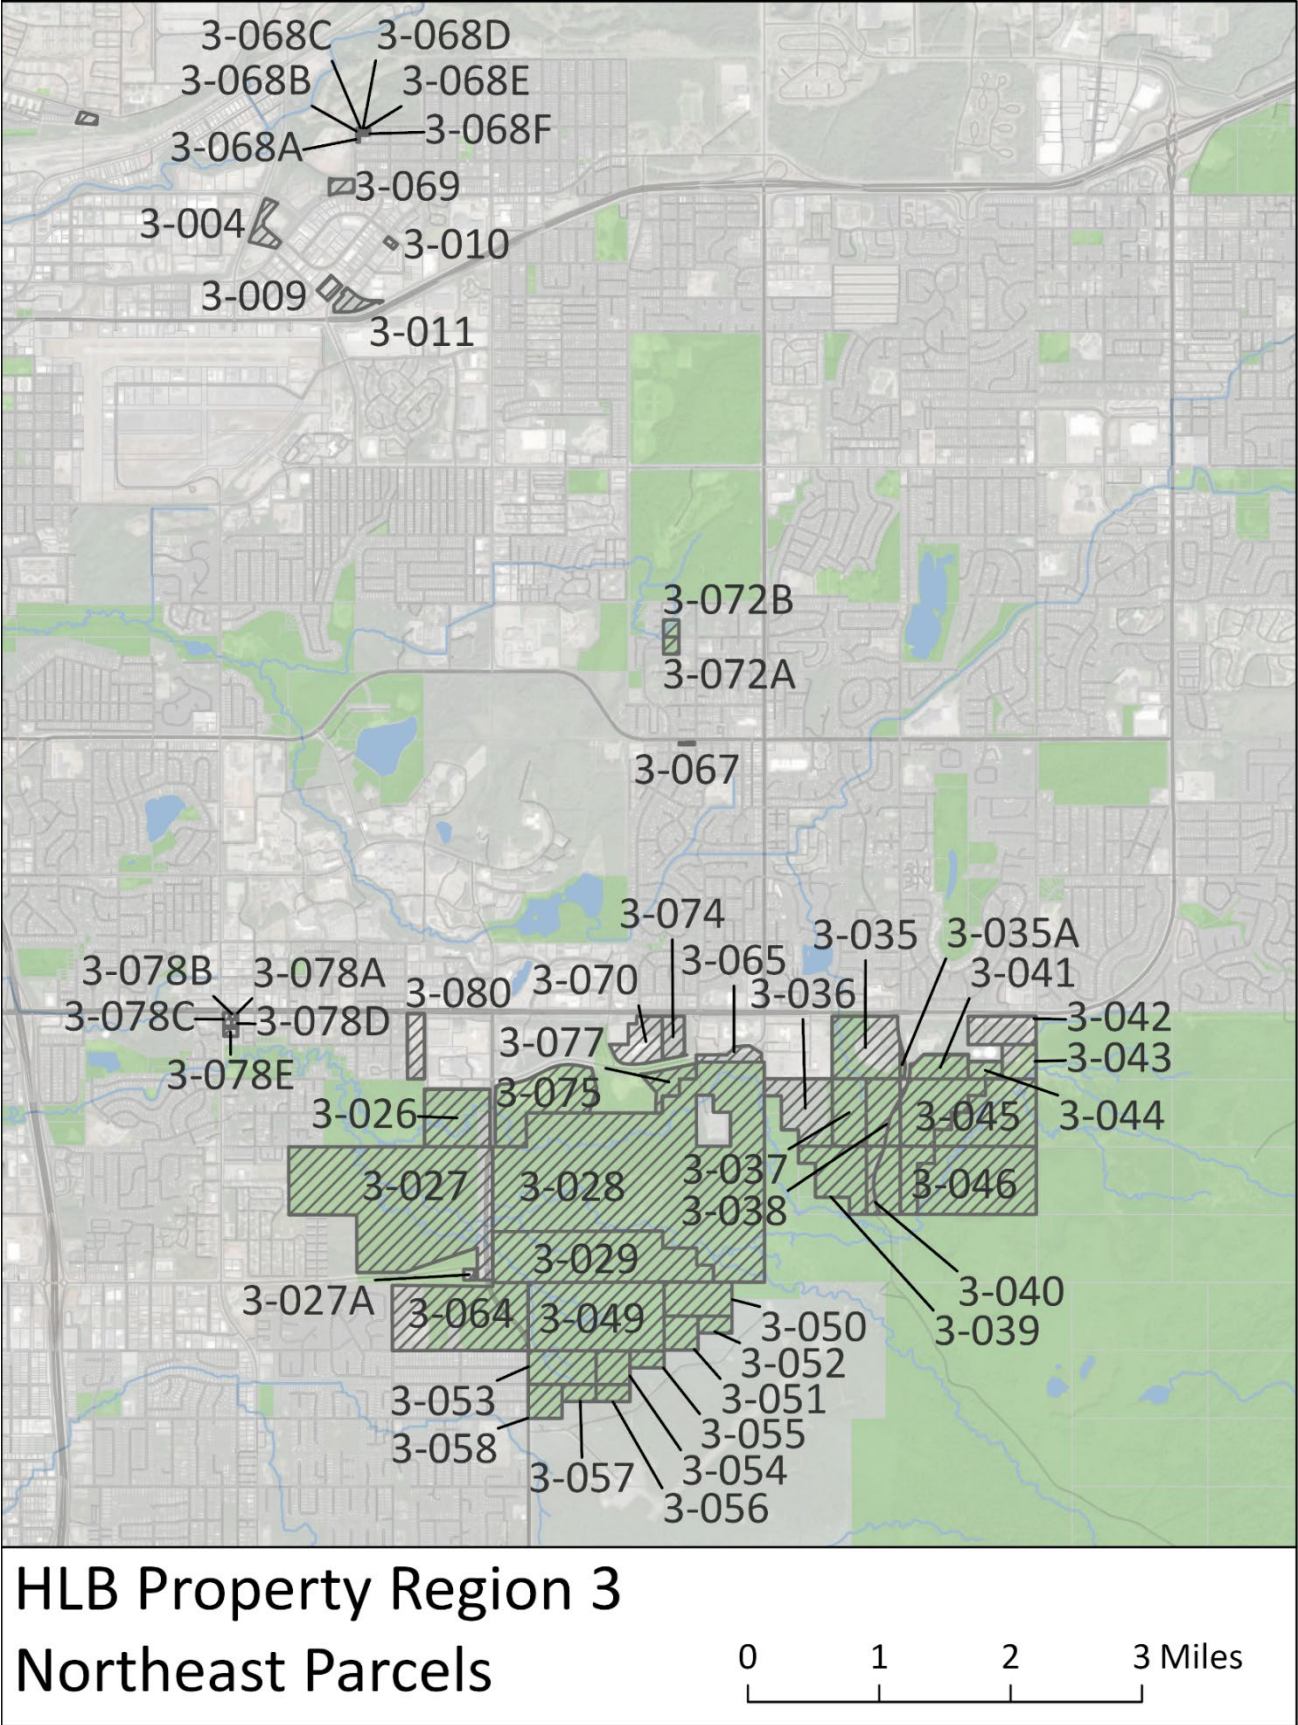 3-068C 3-068D
3-068B 3-068E
3-068F
3-068A
3-069
3-004
3-010
3-009
3-011
3-072B
3-072A
3-067
3-074
3-035 3-035A
3-078B 3-078A 3-065 3-041
3-080 3-070 3-036
3-078C 3-078D 3-042
3-077 3-043
3-078E
3-075
3-026 3-045 3-044
3-037
3-027 3-028 3-046
3-038
3-029
3-040
3-027A 3-064 3-049
3-050 3-039
3-052
3-053 3-051
3-055
3-058
3-057 3-054
3-056
HLB Property Region 3
Northeast Parcels
0 1 2 3 Miles